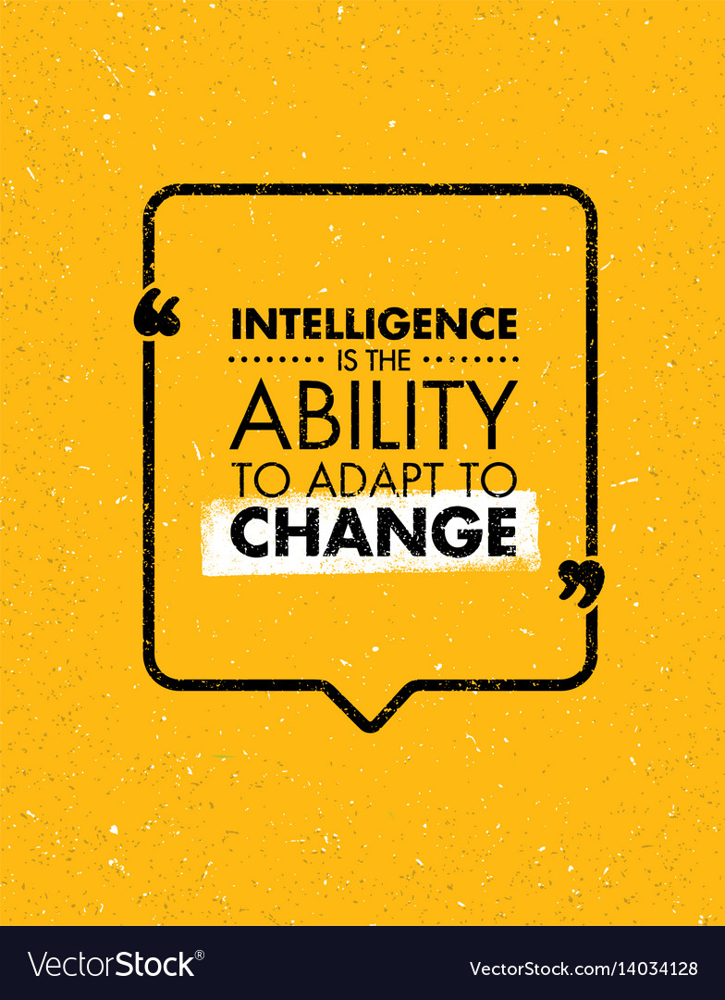 “
INTELLIGENCE
IS THE
ABILITY
TO ADAPT TO
CHANGE
”
VectorStock®
VectorStock.com/14034128